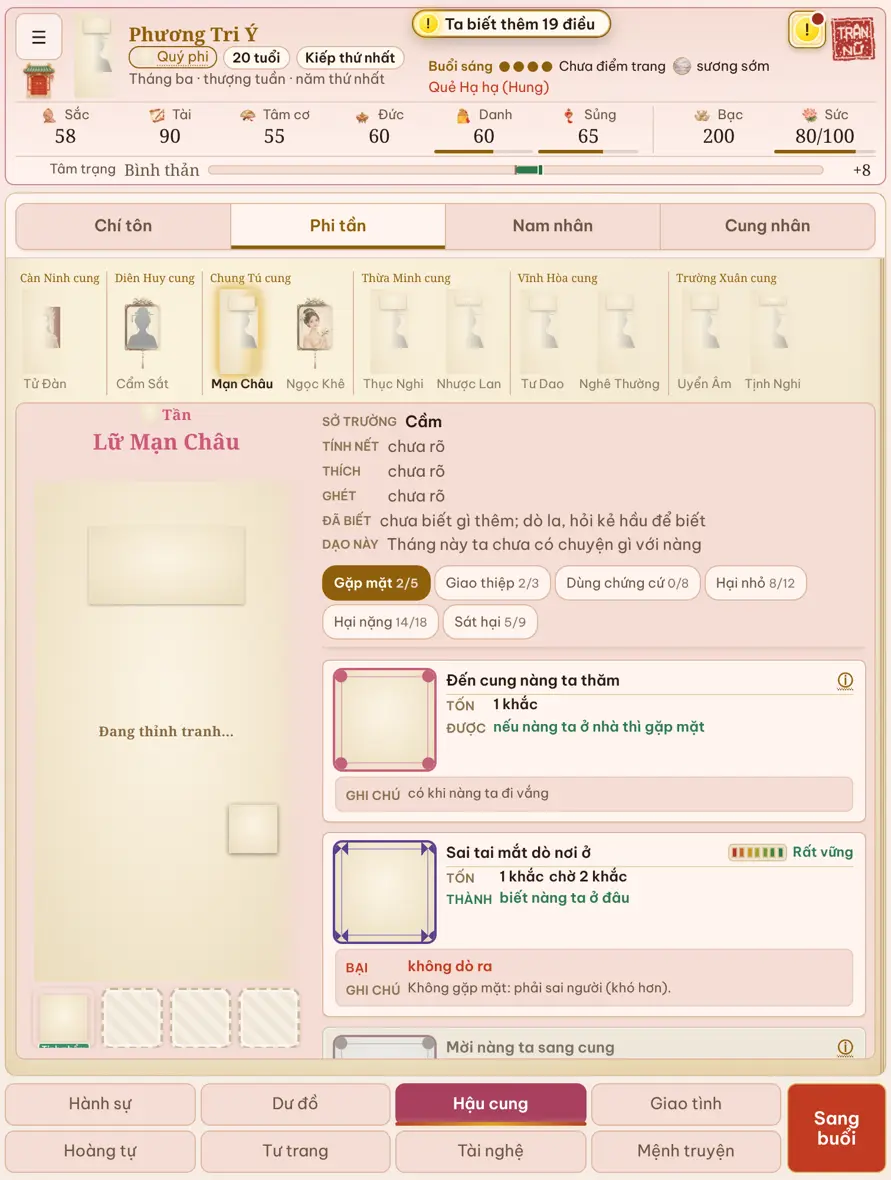 Ta biết thêm 19 điều
Phương Tri Ý
Quý phi
20 tuổi
Kiếp thứ nhất
Tháng ba · thượng tuần · năm thứ nhất
Buổi sáng
Chưa điểm trang
sương sớm
Quẻ Hạ hạ (Hung)
TRÂN NỮ
Sắc
58
Tài
90
Tâm cơ
55
Đức
60
Danh
60
Sủng
65
Bạc
200
Sức
80/100
Tâm trạng
Bình thản
+8
Chí tôn
Phi tần
Nam nhân
Cung nhân
Càn Ninh cung
Diên Huy cung
Chung Tú cung
Thừa Minh cung
Vĩnh Hòa cung
Trường Xuân cung
Tử Đàn
Cẩm Sắt
Mạn Châu
Ngọc Khê
Thục Nghi
Nhược Lan
Tư Dao
Nghê Thường
Uyển Âm
Tịnh Nghi
Tần
Lữ Mạn Châu
Đang thỉnh tranh...
SỞ TRƯỜNG Cầm
TÍNH NẾT chưa rõ
THÍCH chưa rõ
GHÉT chưa rõ
ĐÃ BIẾT chưa biết gì thêm; dò la, hỏi kẻ hầu để biết
DẠO NÀY Tháng này ta chưa có chuyện gì với nàng
Gặp mặt 2/5
Giao thiệp 2/3
Dùng chứng cứ 0/8
Hại nhỏ 8/12
Hại nặng 14/18
Sát hại 5/9
Đến cung nàng ta thăm
TỐN 1 khắc
ĐƯỢC nếu nàng ta ở nhà thì gặp mặt
GHI CHÚ có khi nàng ta đi vắng
Sai tai mắt dò nơi ở
Rất vững
TỐN 1 khắc chờ 2 khắc
THÀNH biết nàng ta ở đâu
BẠI không dò ra
GHI CHÚ Không gặp mặt: phải sai người (khó hơn).
Mời nàng ta sang cung
Hành sự
Dư đồ
Hậu cung
Giao tình
Sang buổi
Hoàng tự
Tư trang
Tài nghệ
Mệnh truyện